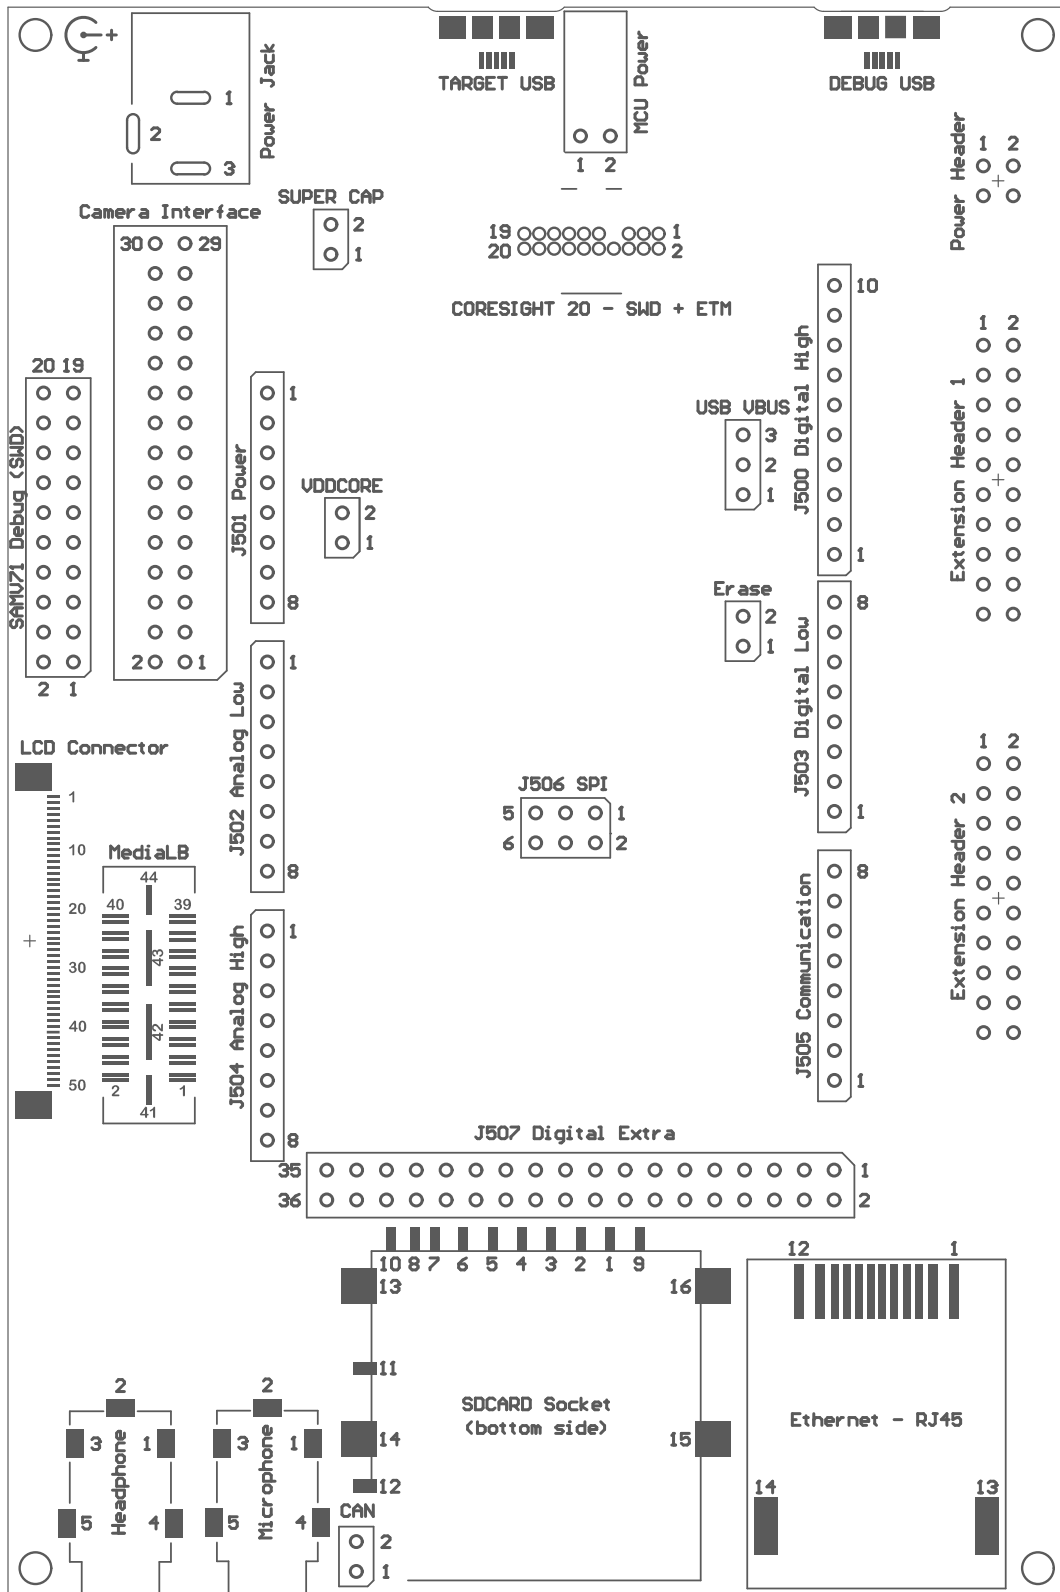 +
1
2
3
Power Jack
TARGET USB
MCU Power
1 2
DEBUG USB
Power Header
1 2
SUPER CAP
2
1
Camera Interface
30 29
2 1
19 1
20 2
CORESIGHT 20 - SWD + ETM
20 19
SAMV71 Debug (SWD)
2 1
1
J501 Power
8
VDDCORE
2
1
USB VBUS
3
2
1
10
J500 Digital High
1
1 2
Extension Header 1
Erase
2
1
8
J503 Digital Low
1
1
J502 Analog Low
8
LCD Connector
1
10
20
30
40
50
MediaLB
44
40 39
43
42
2 1
41
J506 SPI
5 1
6 2
1 2
Extension Header 2
8
J505 Communication
1
1
J504 Analog High
8
J507 Digital Extra
35 1
36 2
10 8 7 6 5 4 3 2 1 9
13 16
11
SDCARD Socket
(bottom side)
14 15
12
12 1
Ethernet - RJ45
14 13
2
3 1
Headphone
5 4
2
3 1
Microphone
5 4
CAN
2
1